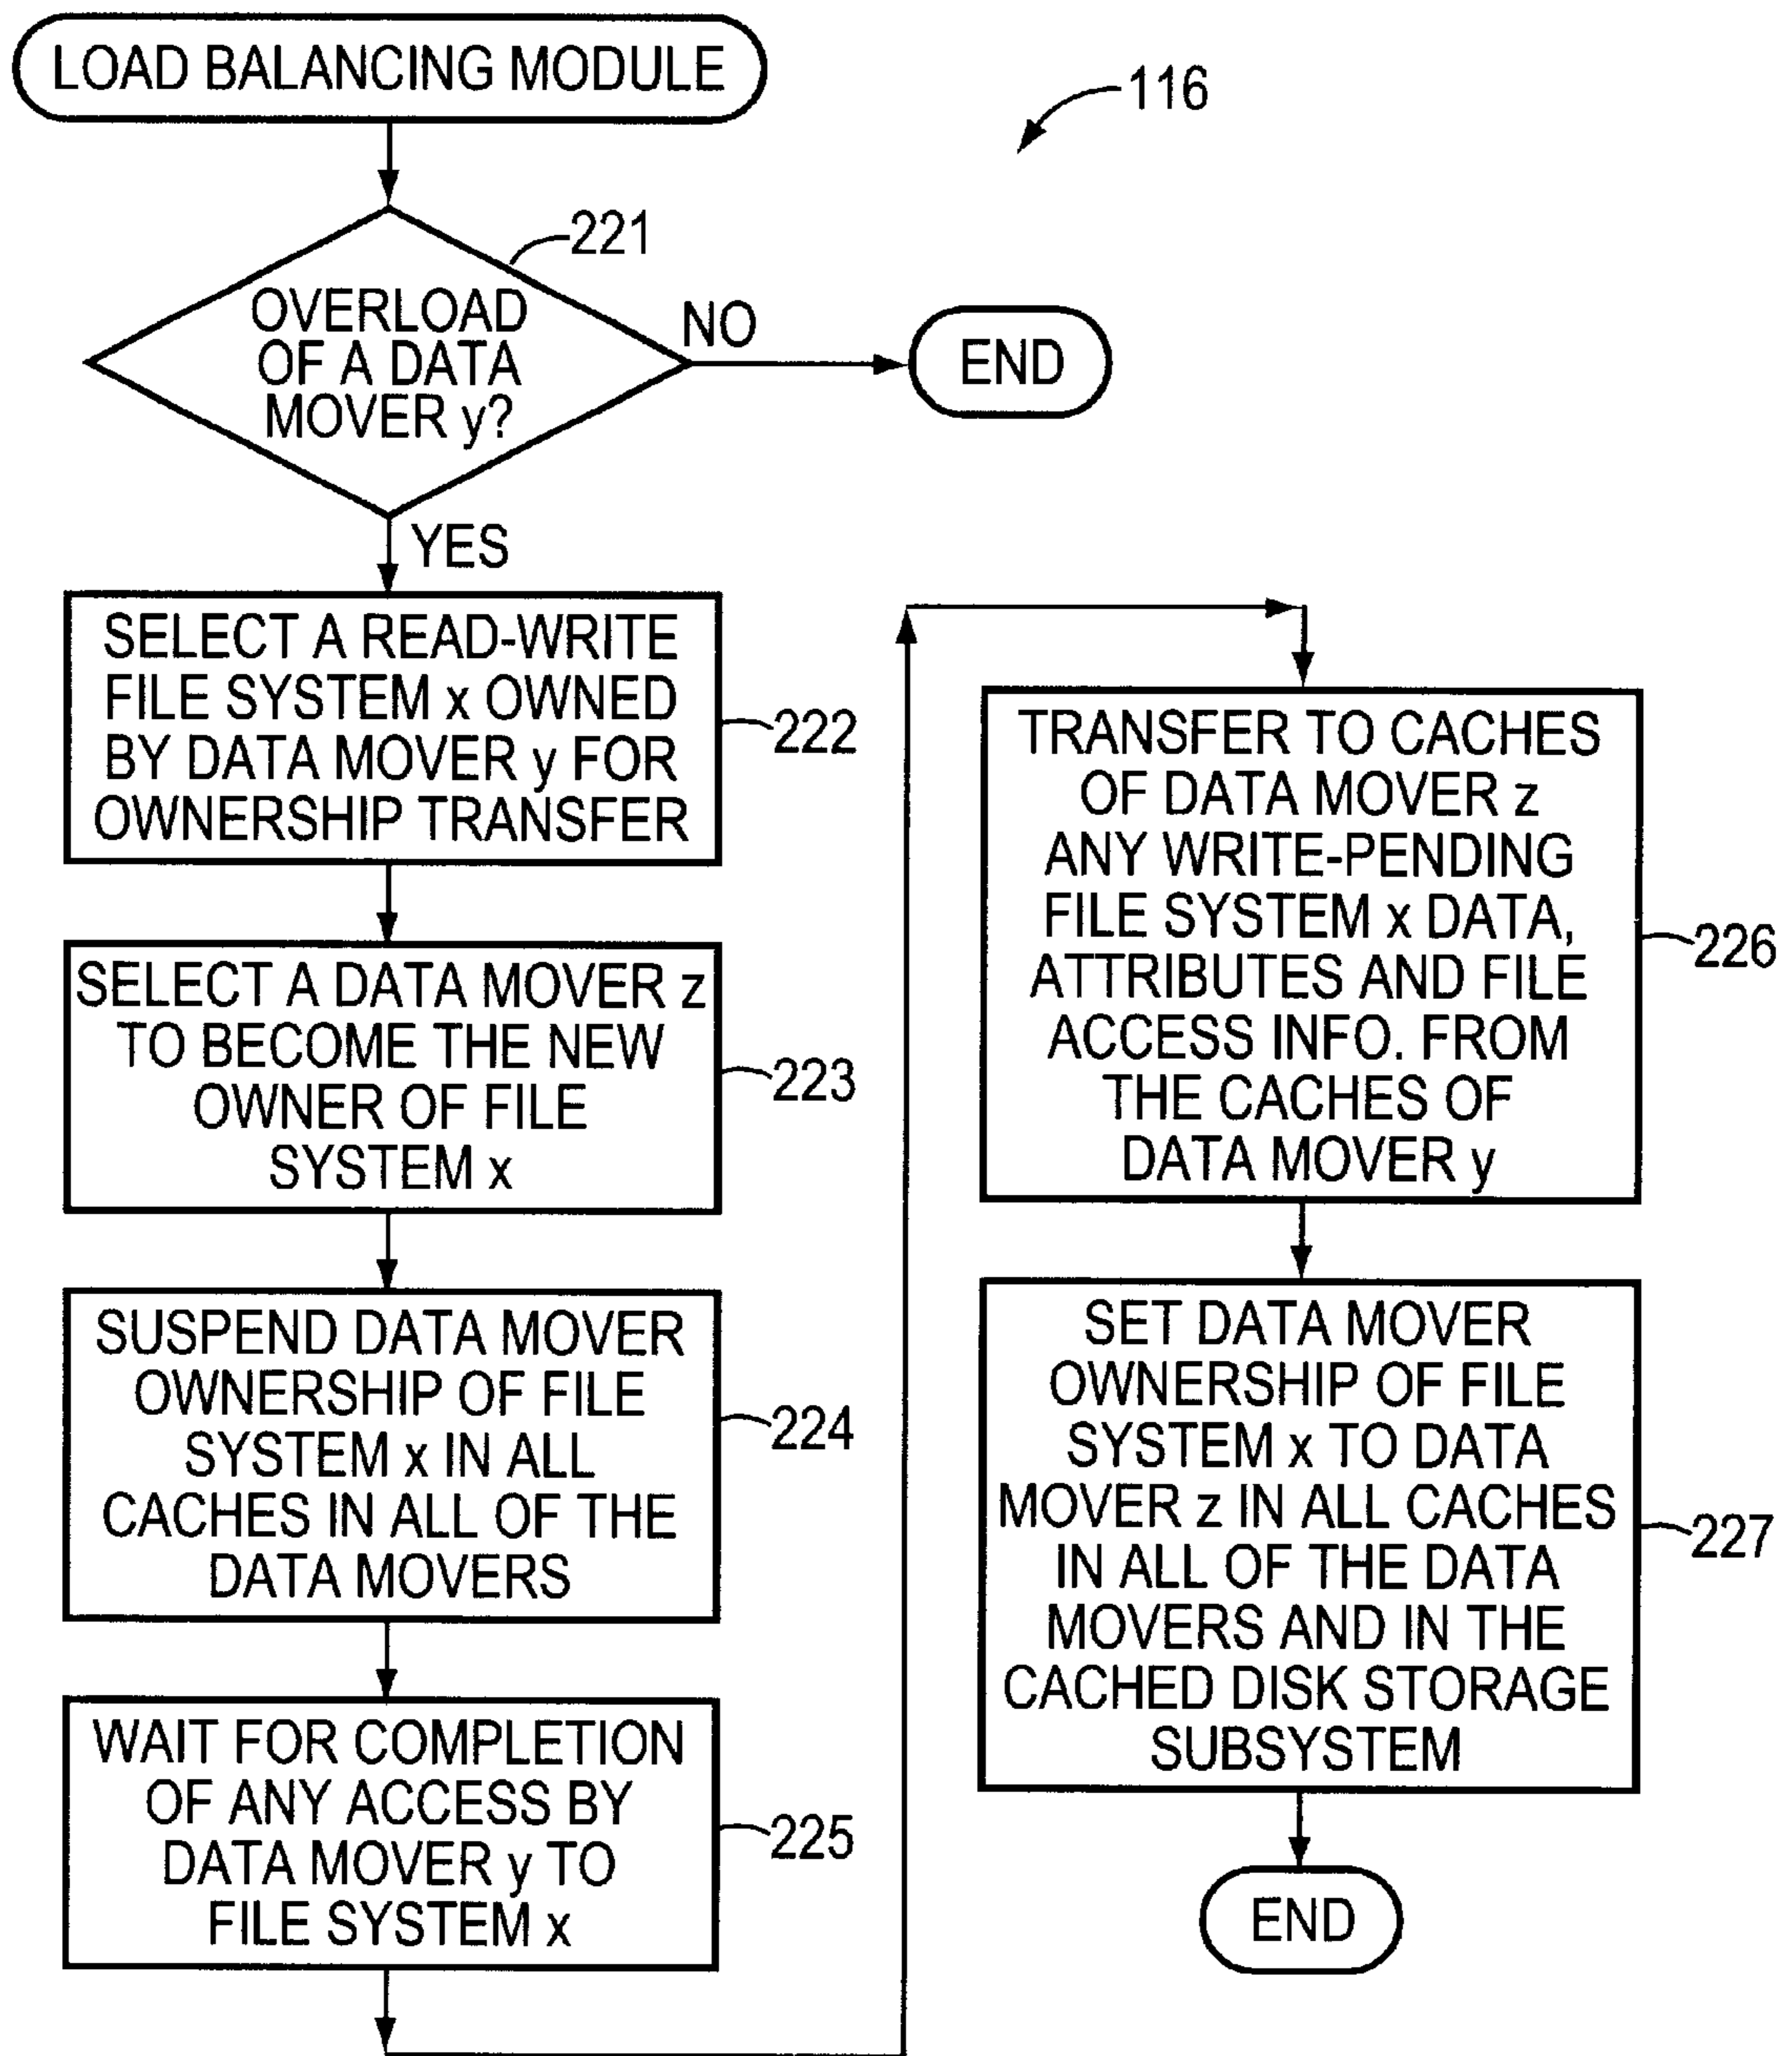 LOAD BALANCING MODULE
116
221
OVERLOAD
OF A DATA
MOVER y?
NO
END
YES
SELECT A READ-WRITE
FILE SYSTEM x OWNED
BY DATA MOVER y FOR
OWNERSHIP TRANSFER
222
SELECT A DATA MOVER z
TO BECOME THE NEW
OWNER OF FILE
SYSTEM x
223
SUSPEND DATA MOVER
OWNERSHIP OF FILE
SYSTEM x IN ALL
CACHES IN ALL OF THE
DATA MOVERS
224
WAIT FOR COMPLETION
OF ANY ACCESS BY
DATA MOVER y TO
FILE SYSTEM x
225
TRANSFER TO CACHES
OF DATA MOVER z
ANY WRITE-PENDING
FILE SYSTEM x DATA,
ATTRIBUTES AND FILE
ACCESS INFO. FROM
THE CACHES OF
DATA MOVER y
226
SET DATA MOVER
OWNERSHIP OF FILE
SYSTEM x TO DATA
MOVER z IN ALL CACHES
IN ALL OF THE DATA
MOVERS AND IN THE
CACHED DISK STORAGE
SUBSYSTEM
227
END